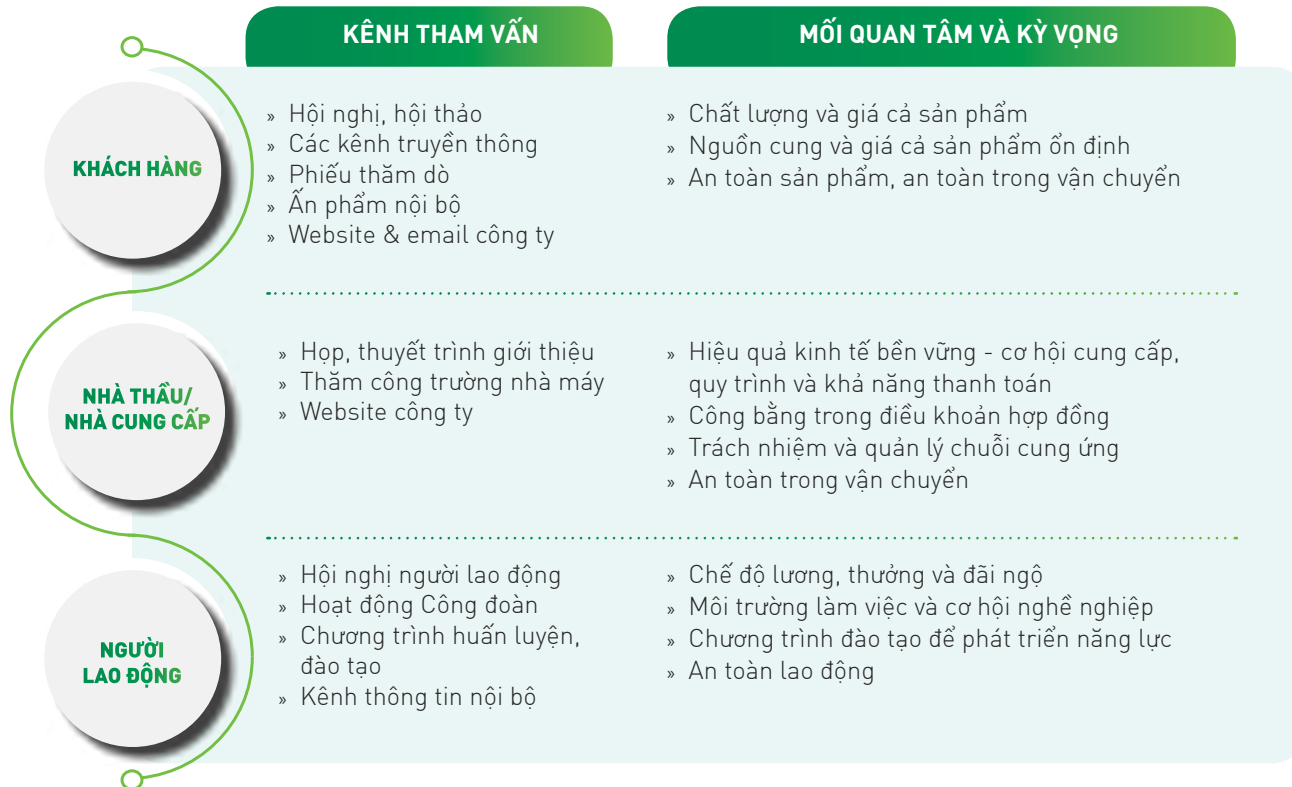 KÊNH THAM VẤN
MỐI QUAN TÂM VÀ KỲ VỌNG
KHÁCH HÀNG
» Hội nghị, hội thảo
» Các kênh truyền thông
» Phiếu thăm dò
» Ấn phẩm nội bộ
» Website & email công ty
» Chất lượng và giá cả sản phẩm
» Nguồn cung và giá cả sản phẩm ổn định
» An toàn sản phẩm, an toàn trong vận chuyển
NHÀ THẦU/
NHÀ CUNG CẤP
» Họp, thuyết trình giới thiệu
» Thăm công trường nhà máy
» Website công ty
» Hiệu quả kinh tế bền vững - cơ hội cung cấp,
quy trình và khả năng thanh toán
» Công bằng trong điều khoản hợp đồng
» Trách nhiệm và quản lý chuỗi cung ứng
» An toàn trong vận chuyển
NGƯỜI
LAO ĐỘNG
» Hội nghị người lao động
» Hoạt động Công đoàn
» Chương trình huấn luyện,
đào tạo
» Kênh thông tin nội bộ
» Chế độ lương, thưởng và đãi ngộ
» Môi trường làm việc và cơ hội nghề nghiệp
» Chương trình đào tạo để phát triển năng lực
» An toàn lao động